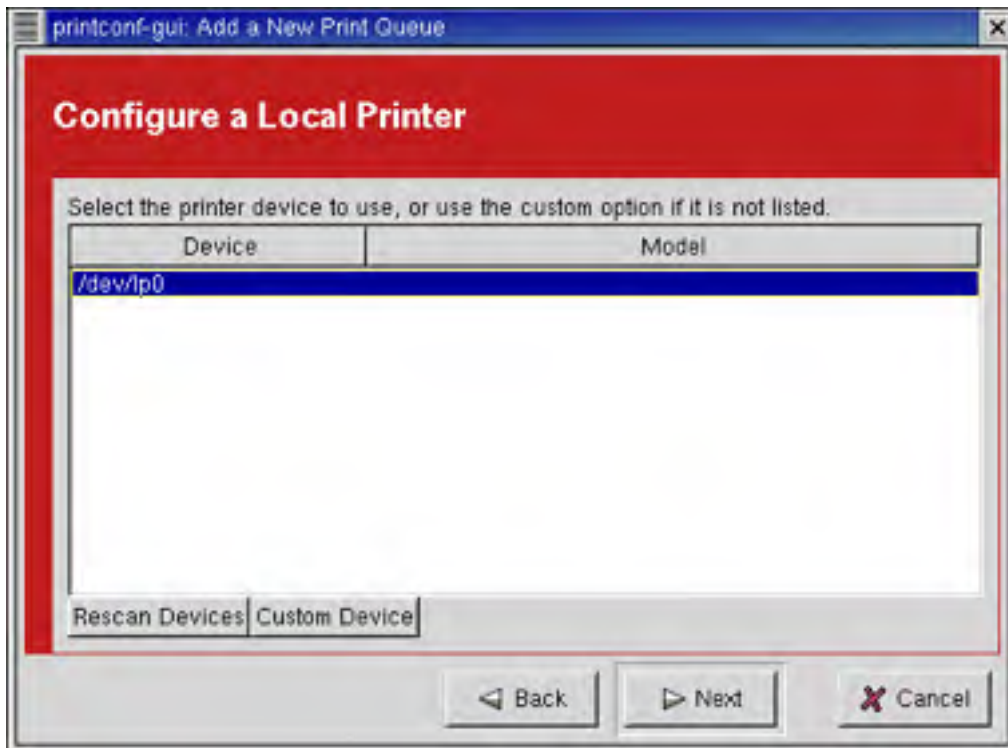 printconf-gui: Add a New Print Queue
Configure a Local Printer
Select the printer device to use, or use the custom option if it is not listed.
Device Model
/dev/lp0
Rescan Devices Custom Device
Back Next Cancel